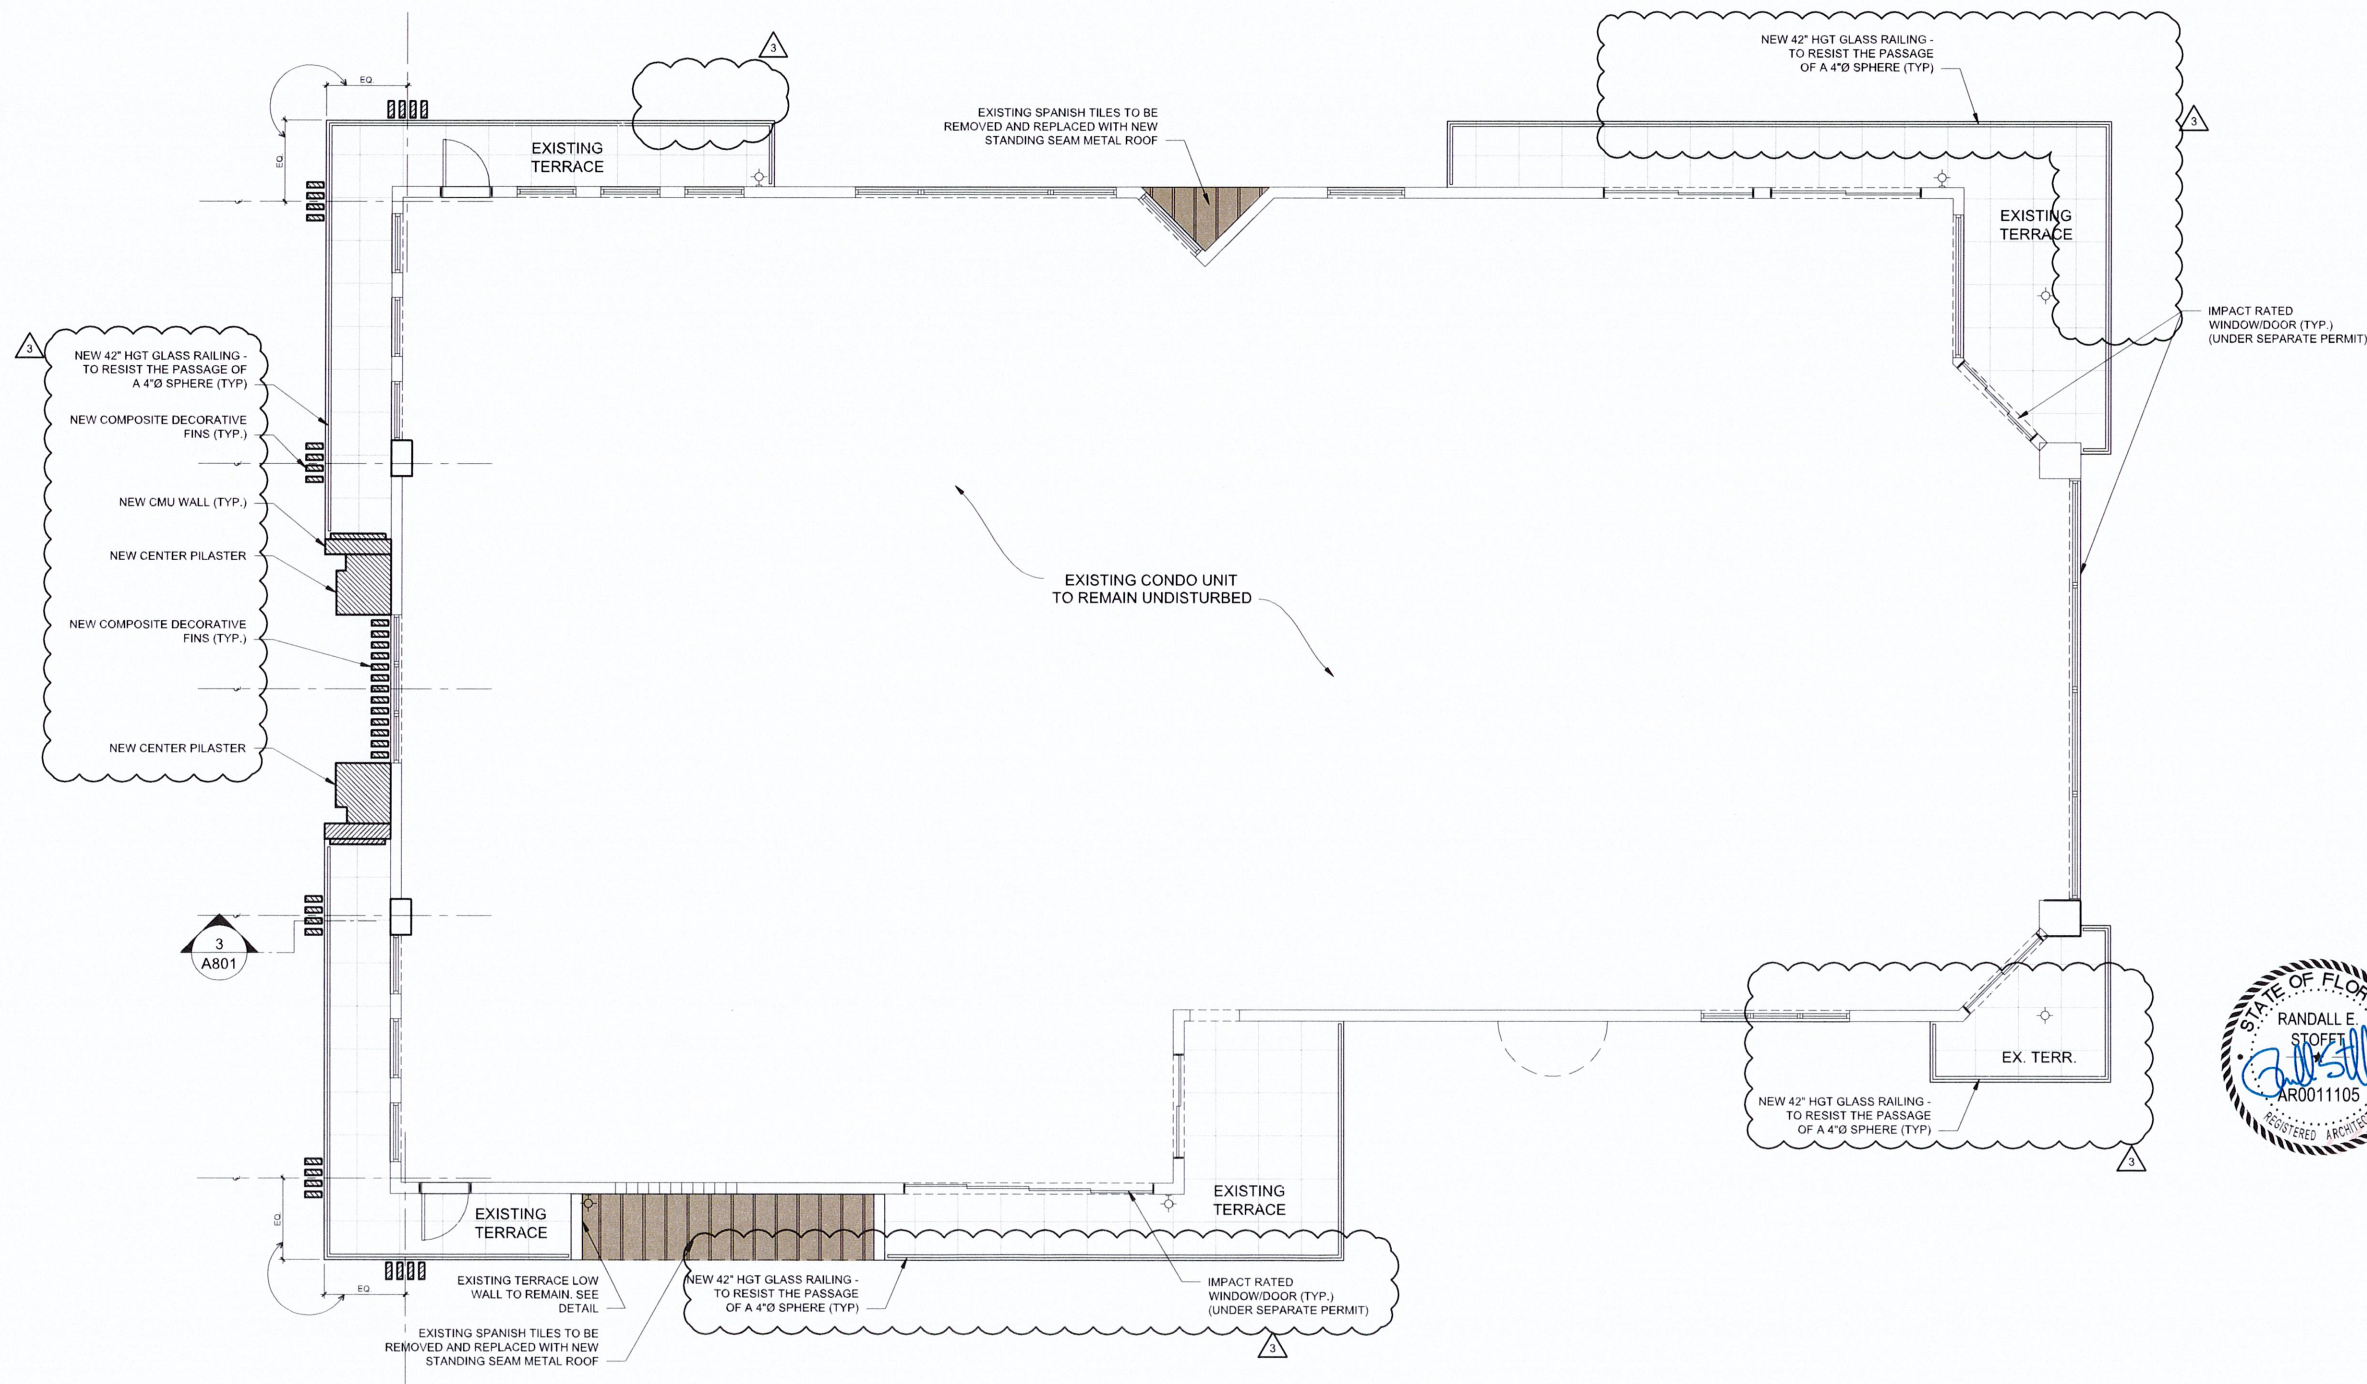 3
EQ.
EQ.
EXISTING
TERRACE
EXISTING SPANISH TILES TO BE
REMOVED AND REPLACED WITH NEW
STANDING SEAM METAL ROOF
NEW 42" HGT GLASS RAILING -
TO RESIST THE PASSAGE
OF A 4"Ø SPHERE (TYP)
3
EXISTING
TERRACE
IMPACT RATED
WINDOW/DOOR (TYP.)
(UNDER SEPARATE PERMIT)
3
NEW 42" HGT GLASS RAILING -
TO RESIST THE PASSAGE OF
A 4"Ø SPHERE (TYP)
NEW COMPOSITE DECORATIVE
FINS (TYP.)
NEW CMU WALL (TYP.)
NEW CENTER PILASTER
NEW COMPOSITE DECORATIVE
FINS (TYP.)
NEW CENTER PILASTER
EXISTING CONDO UNIT
TO REMAIN UNDISTURBED
3
A801
STATE OF FLOR
RANDALL E.
STOFFT
AR0011105
REGISTERED ARCHITEC
EX. TERR.
NEW 42" HGT GLASS RAILING -
TO RESIST THE PASSAGE
OF A 4"Ø SPHERE (TYP)
3
EQ.
EQ.
EXISTING
TERRACE
EXISTING
TERRACE
EXISTING TERRACE LOW
WALL TO REMAIN. SEE
DETAIL
NEW 42" HGT GLASS RAILING -
TO RESIST THE PASSAGE
OF A 4"Ø SPHERE (TYP)
IMPACT RATED
WINDOW/DOOR (TYP.)
(UNDER SEPARATE PERMIT)
EXISTING SPANISH TILES TO BE
REMOVED AND REPLACED WITH NEW
STANDING SEAM METAL ROOF
3